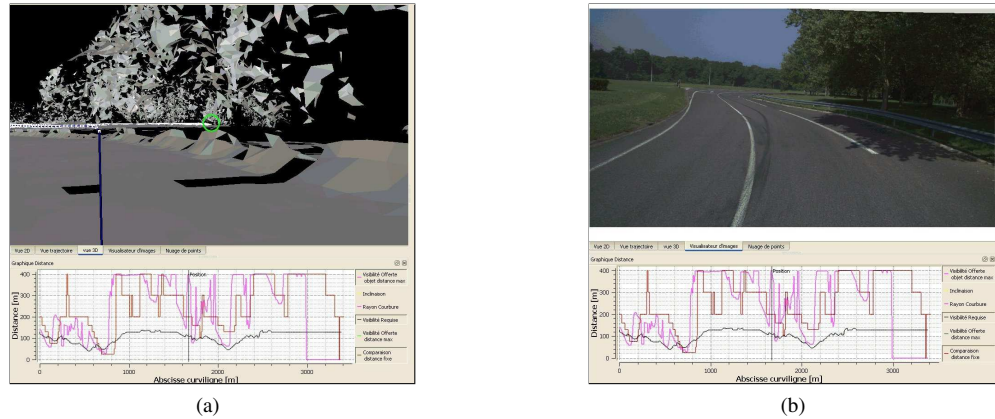 Vue 2D Vue trajectoire vue 3D Visualisateur d'images Nuage de points
Graphique Distance
Distance [m]
400
300
200
100
0
Position
0 1000 2000 3000
Abscisse curviligne [m]
Visibilité Offerte
objet distance max
Inclinaison
Rayon Courbure
Visibilité Requise
Visibilité Offerte
distance max
Comparaison
distance fixe
(a)
Vue 2D Vue trajectoire vue 3D Visualisateur d'images Nuage de points
Graphique Distance
Distance [m]
400
300
200
100
0
Position
0 1000 2000 3000
Abscisse curviligne [m]
Visibilité Offerte
objet distance max
Inclinaison
Rayon Courbure
Visibilité Requise
Visibilité Offerte
distance max
Comparaison
distance fixe
(b)